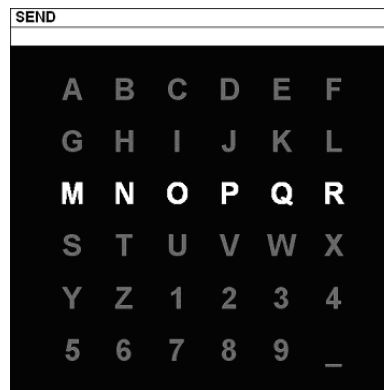 SEND
A B C D E F
G H I J K L
M N O P Q R
S T U V W X
Y Z 1 2 3 4
5 6 7 8 9 _